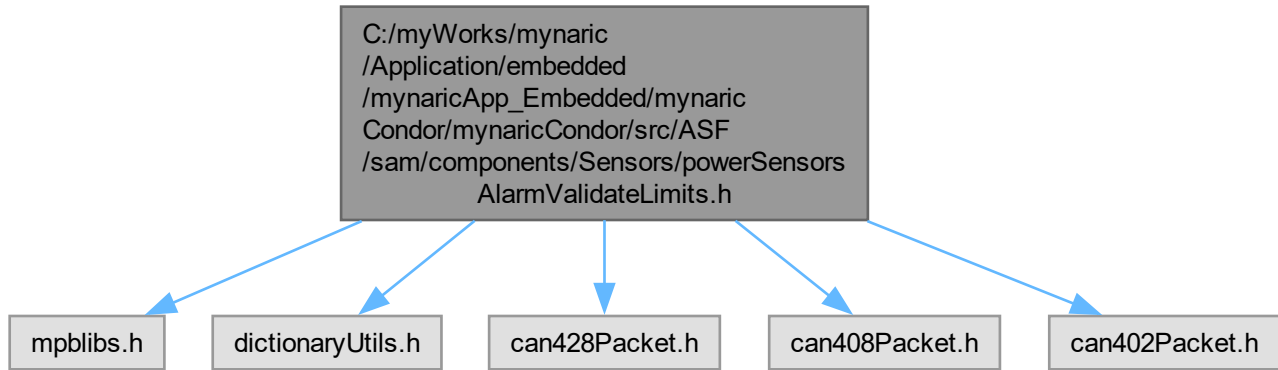 C:/myWorks/mynaric
/Application/embedded
/mynaricApp_Embedded/mynaric
Condor/mynaricCondor/src/ASF
/sam/components/Sensors/powerSensors
AlarmValidateLimits.h
mpblibs.h
dictionaryUtils.h
can428Packet.h
can408Packet.h
can402Packet.h